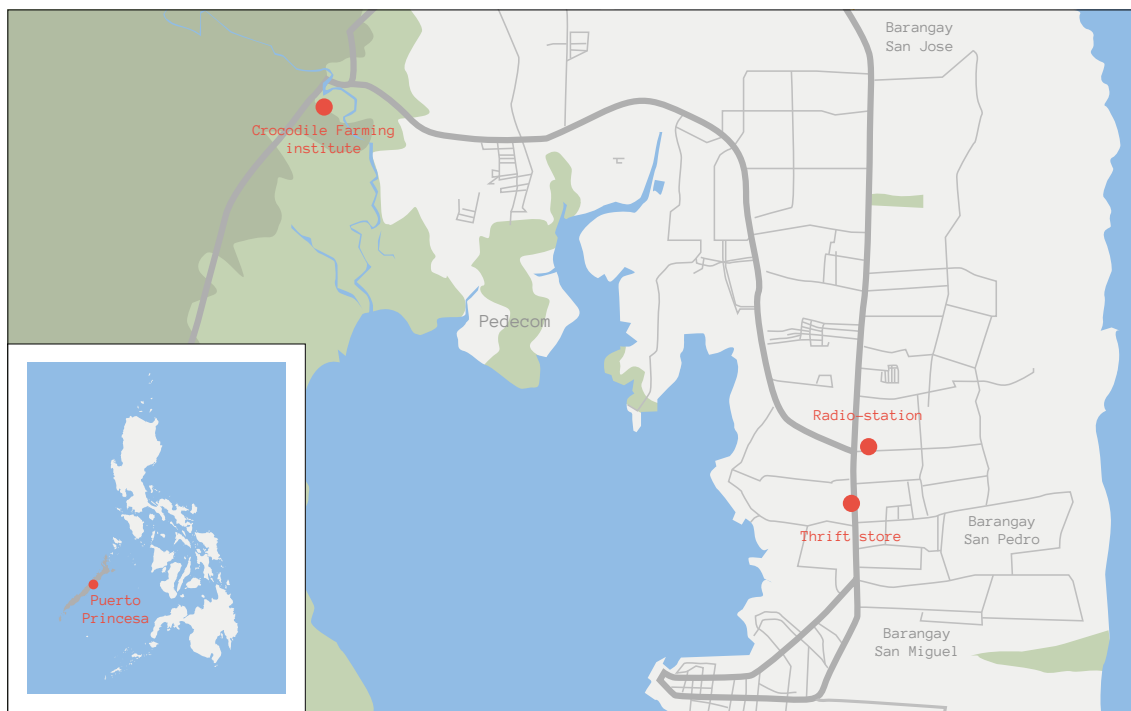 Barangay
San Jose
Crocodile Farming
institute
Pedecom
Radio-station
Thrift store
Barangay
San Pedro
Puerto
Princesa
Barangay
San Miguel